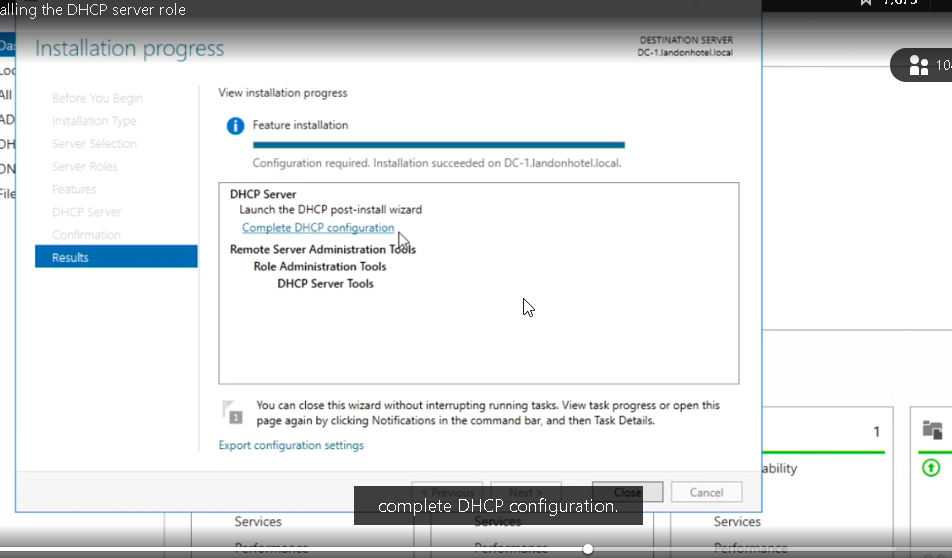 alling the DHCP server role
Installation progress
DESTINATION SERVER
DC-1.landonhotel.local
Before You Begin
Installation Type
Server Selection
Server Roles
Features
DHCP Server
Confirmation
Results
View installation progress
Feature installation
Configuration required. Installation succeeded on DC-1.landonhotel.local.
DHCP Server
Launch the DHCP post-install wizard
Complete DHCP configuration
Remote Server Administration Tools
Role Administration Tools
DHCP Server Tools
1
You can close this wizard without interrupting running tasks. View task progress or open this
page again by clicking Notifications in the command bar, and then Task Details.
Export configuration settings
< Previous
Next >
Close
Cancel
complete DHCP configuration.
Das
Loc
All
AD
DH
DN
File
10
1
ability
Services
Services
Services
Performance
Performance
Performance